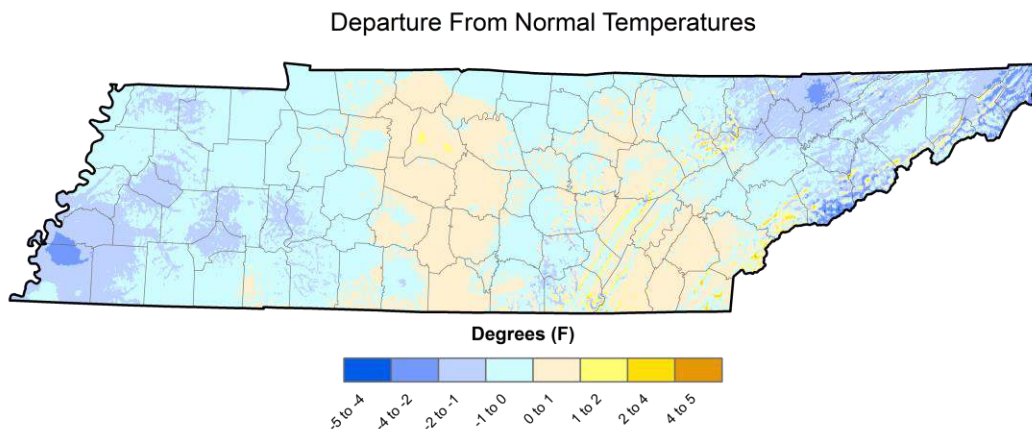 Departure From Normal Temperatures
Degrees (F)
-5 to -4
-4 to -2
-2 to -1
-1 to 0
0 to 1
1 to 2
2 to 4
4 to 5